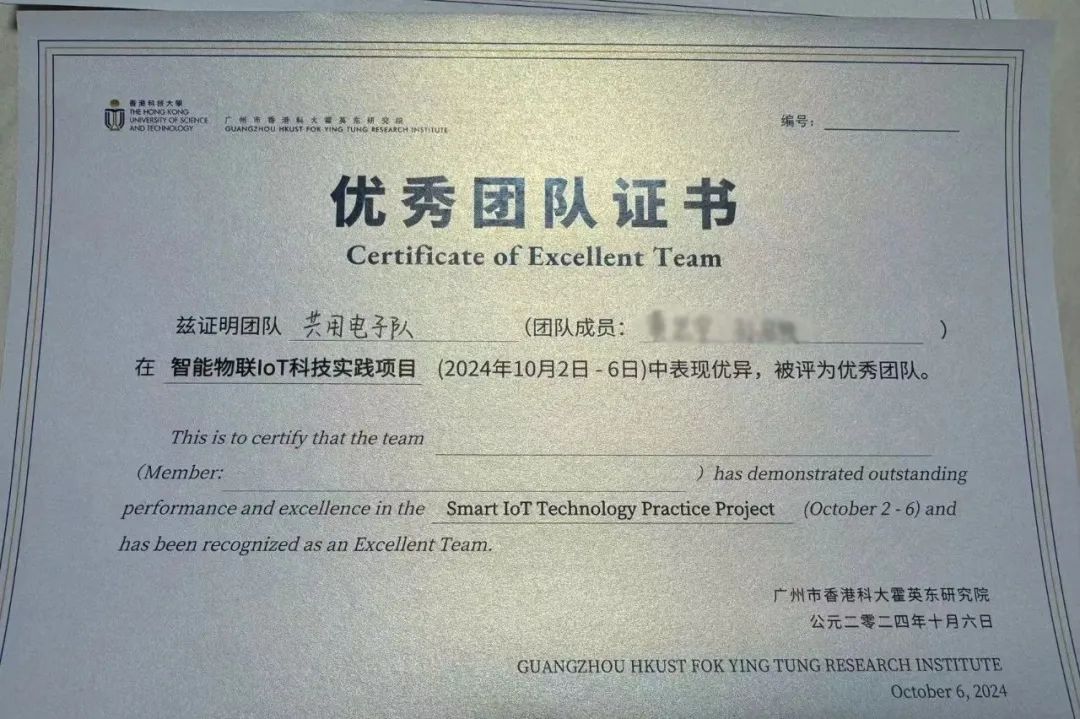 香港科技大學
THE HONG KONG
UNIVERSITY OF SCIENCE
AND TECHNOLOGY
广州市香港科大霍英东研究院
GUANGZHOU HKUST FOK YING TUNG RESEARCH INSTITUTE
编号：
优秀团队证书
Certificate of Excellent Team
兹证明团队 共用电子队 （团队成员： ）
在 智能物联IoT科技实践项目 (2024年10月2日 - 6日)中表现优异，被评为优秀团队。
This is to certify that the team
(Member: ) has demonstrated outstanding
performance and excellence in the Smart IoT Technology Practice Project (October 2 - 6) and
has been recognized as an Excellent Team.
广州市香港科大霍英东研究院
公元二零二四年十月六日
GUANGZHOU HKUST FOK YING TUNG RESEARCH INSTITUTE
October 6, 2024